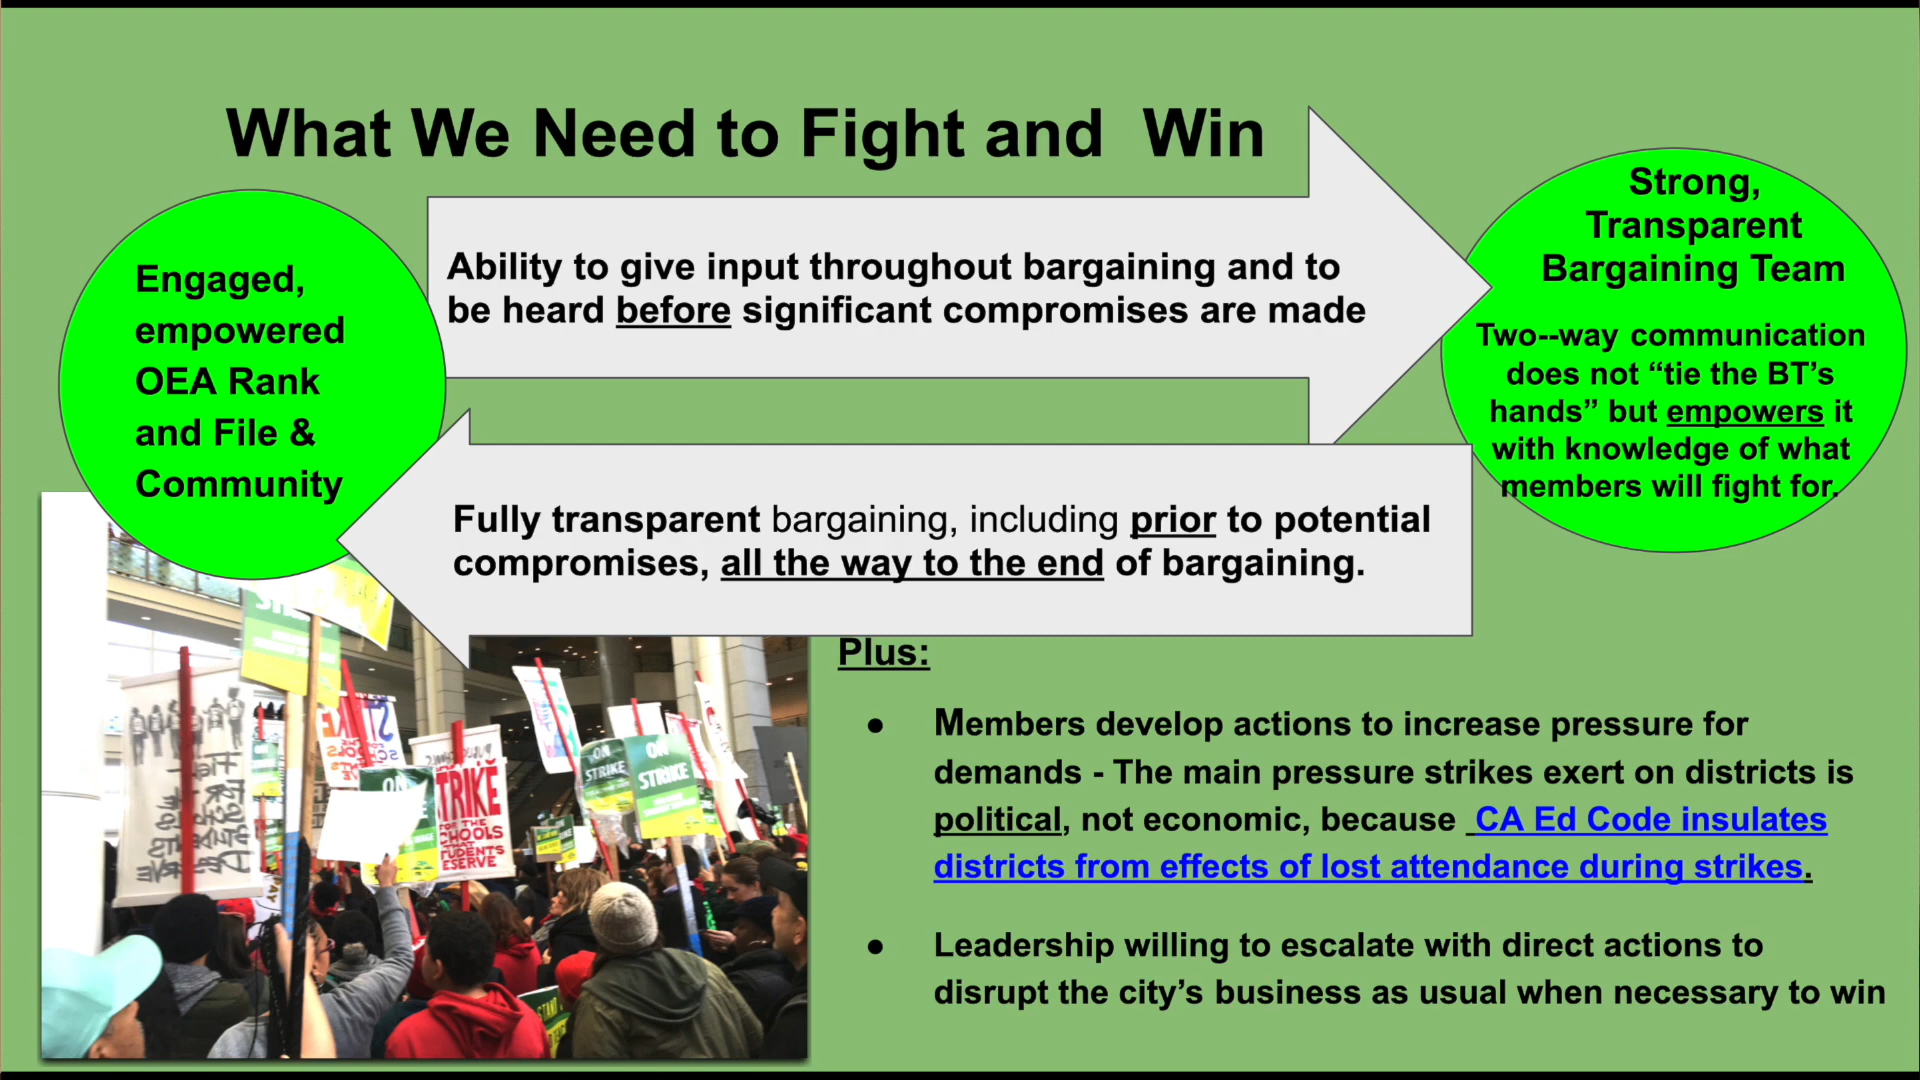 What We Need to Fight and  Win
Engaged,
empowered
OEA Rank
and File &
Community
Ability to give input throughout bargaining and to
be heard before significant compromises are made
Strong,
Transparent
Bargaining Team
Two--way communication
does not “tie the BT’s
hands” but empowers it
with knowledge of what
members will fight for.
Fully transparent bargaining, including prior to potential
compromises, all the way to the end of bargaining.
Plus:
● Members develop actions to increase pressure for
demands - The main pressure strikes exert on districts is
political, not economic, because  CA Ed Code insulates
districts from effects of lost attendance during strikes.
● Leadership willing to escalate with direct actions to
disrupt the city’s business as usual when necessary to win
ON
STRIKE
ON
STRIKE
ON
STRIKE
FOR THE
SCHOOLS
STUDENTS
DESERVE